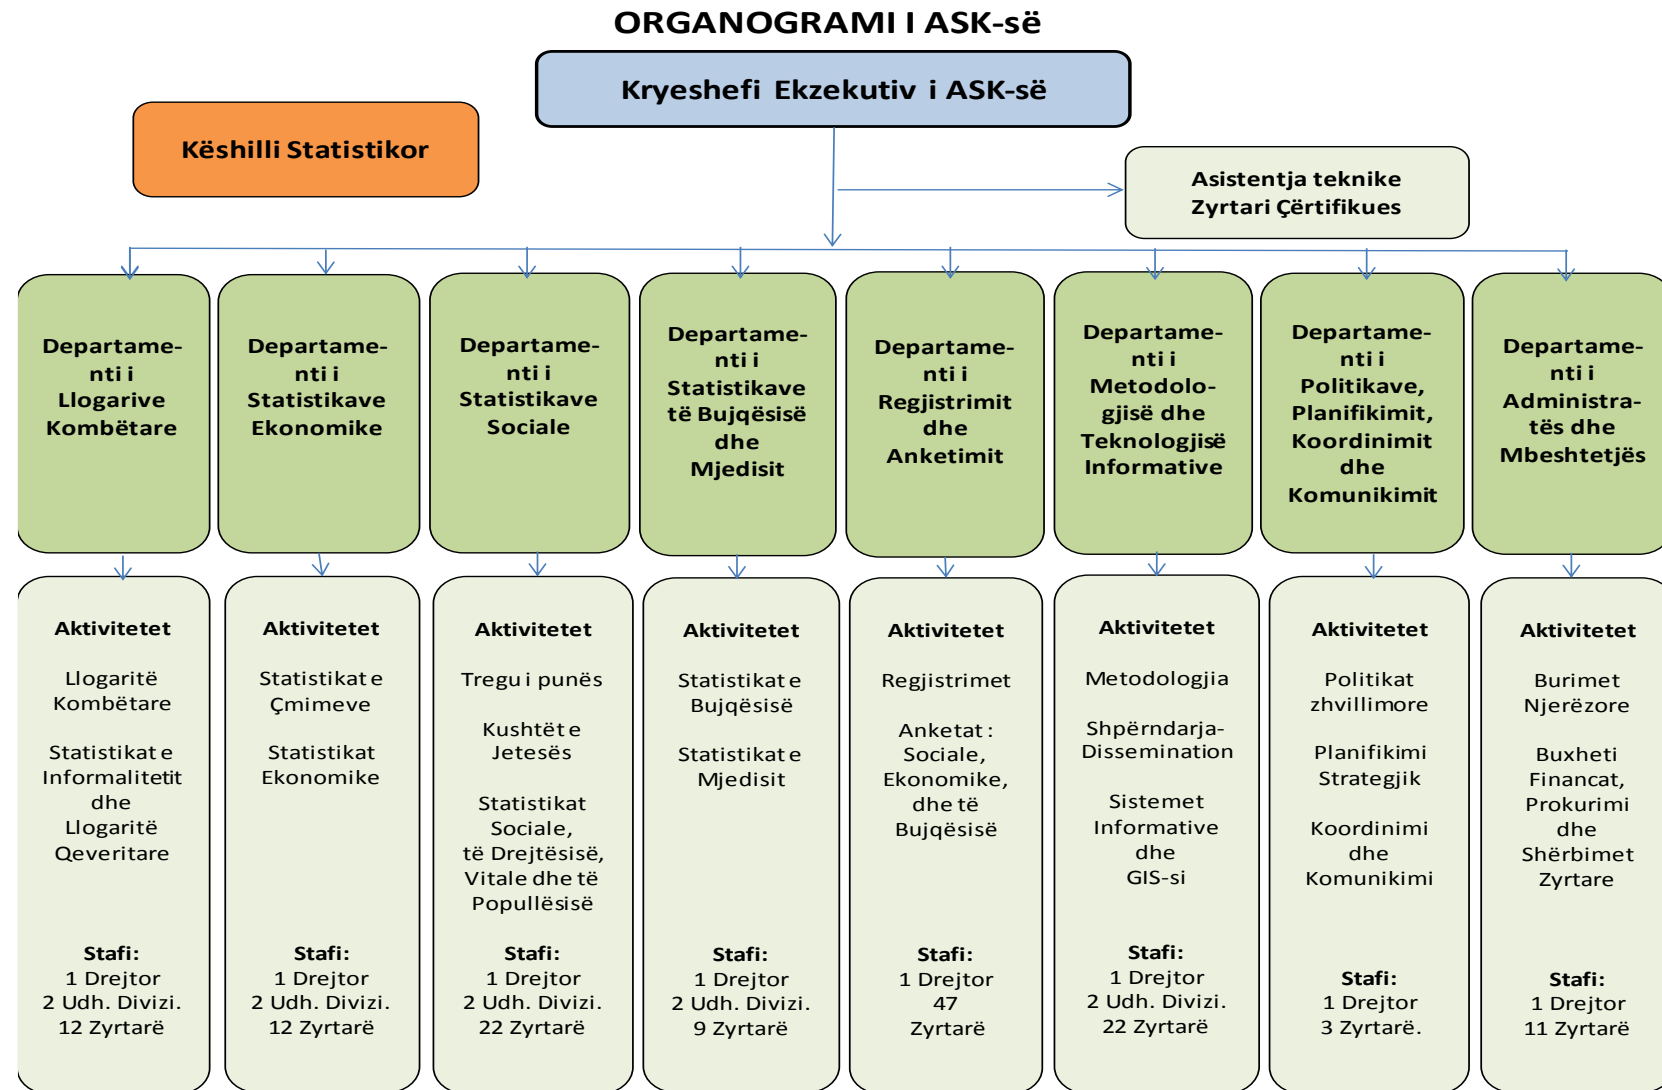 ORGANOGRAMI I ASK-së
Kryeshefi Ekzekutiv i ASK-së
Këshilli Statistikor
Asistentja teknike
Zyrtari Çërtifikues
Departame-
nti i
Llogarive
Kombëtare
Departame-
nti i
Statistikave
Ekonomike
Departame-
nti i
Statistikave
Sociale
Departame-
nti i
Statistikave
të Bujqësisë
dhe
Mjedisit
Departame-
nti i
Regjistrimit
dhe
Anketimit
Departame-
nti i
Metodolo-
gjisë dhe
Teknologjisë
Informative
Departame-
nti i
Politikave,
Planifikimit,
Koordinimit
dhe
Komunikimit
Departame-
nti i
Administra-
tës dhe
Mbeshtetjës
Aktivitetet
Llogaritë
Kombëtare
Statistikat e
Informalitetit
dhe
Llogaritë
Qeveritare
Stafi:
1 Drejtor
2 Udh. Divizi.
12 Zyrtarë
Aktivitetet
Statistikat e
Çmimeve
Statistikat
Ekonomike
Stafi:
1 Drejtor
2 Udh. Divizi.
12 Zyrtarë
Aktivitetet
Tregu i punës
Kushtët e
Jetesës
Statistikat
Sociale,
të Drejtësisë,
Vitale dhe të
Popullësisë
Stafi:
1 Drejtor
2 Udh. Divizi.
22 Zyrtarë
Aktivitetet
Statistikat e
Bujqësisë
Statistikat e
Mjedisit
Stafi:
1 Drejtor
2 Udh. Divizi.
9 Zyrtarë
Aktivitetet
Regjistrimet
Anketat :
Sociale,
Ekonomike,
dhe të
Bujqësisë
Stafi:
1 Drejtor
47
Zyrtarë
Aktivitetet
Metodologjia
Shpërndarja-
Dissemination
Sistemet
Informative
dhe
GIS-si
Stafi:
1 Drejtor
2 Udh. Divizi.
22 Zyrtarë
Aktivitetet
Politikat
zhvillimore
Planifikimi
Strategjik
Koordinimi
dhe
Komunikimi
Stafi:
1 Drejtor
3 Zyrtarë.
Aktivitetet
Burimet
Njerëzore
Buxheti
Financat,
Prokurimi
dhe
Shërbimet
Zyrtare
Stafi:
1 Drejtor
11 Zyrtarë